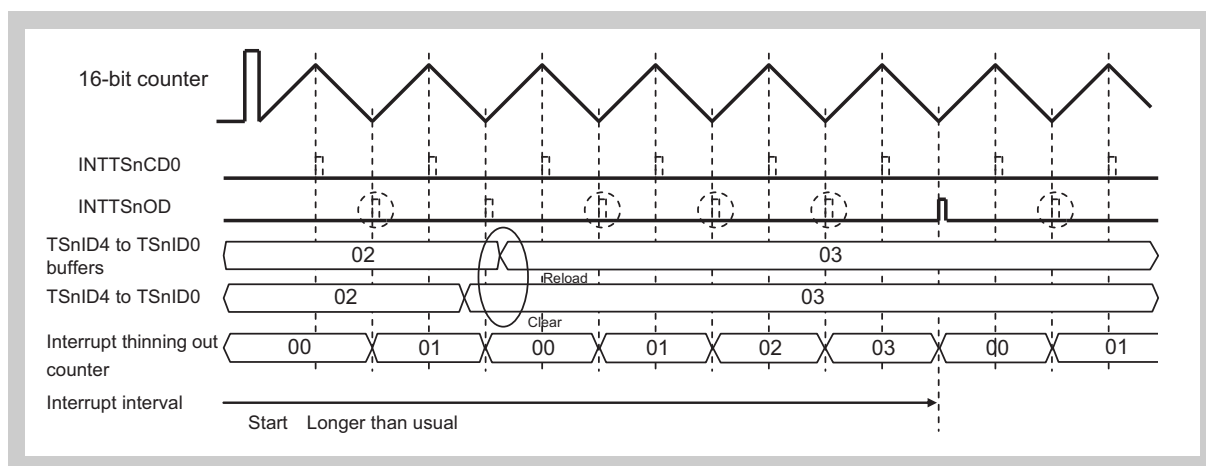 16-bit counter
INTTSnCD0
INTTSnOD
TSnID4 to TSnID0
buffers
02
03
Reload
TSnID4 to TSnID0
02
03
Clear
Interrupt thinning out
counter
00 01 00 01 02 03 00 01
Interrupt interval
Start Longer than usual